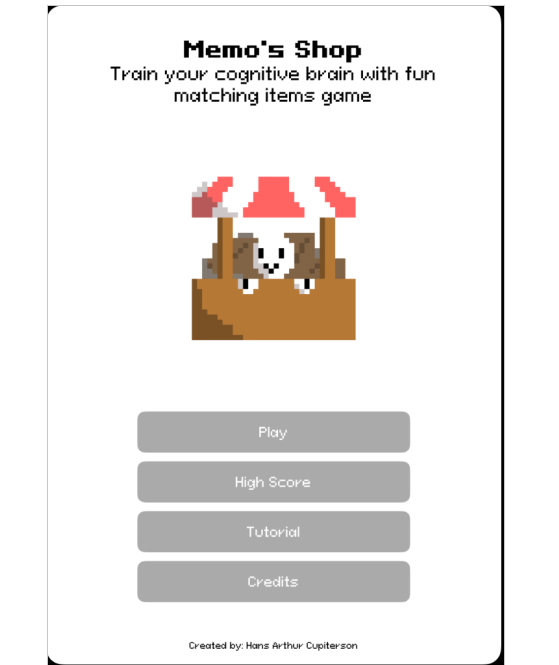 Memo's Shop
Train your cognitive brain with fun
matching items game
Play
High Score
Tutorial
Credits
Created by: Hans Arthur Cupiterson